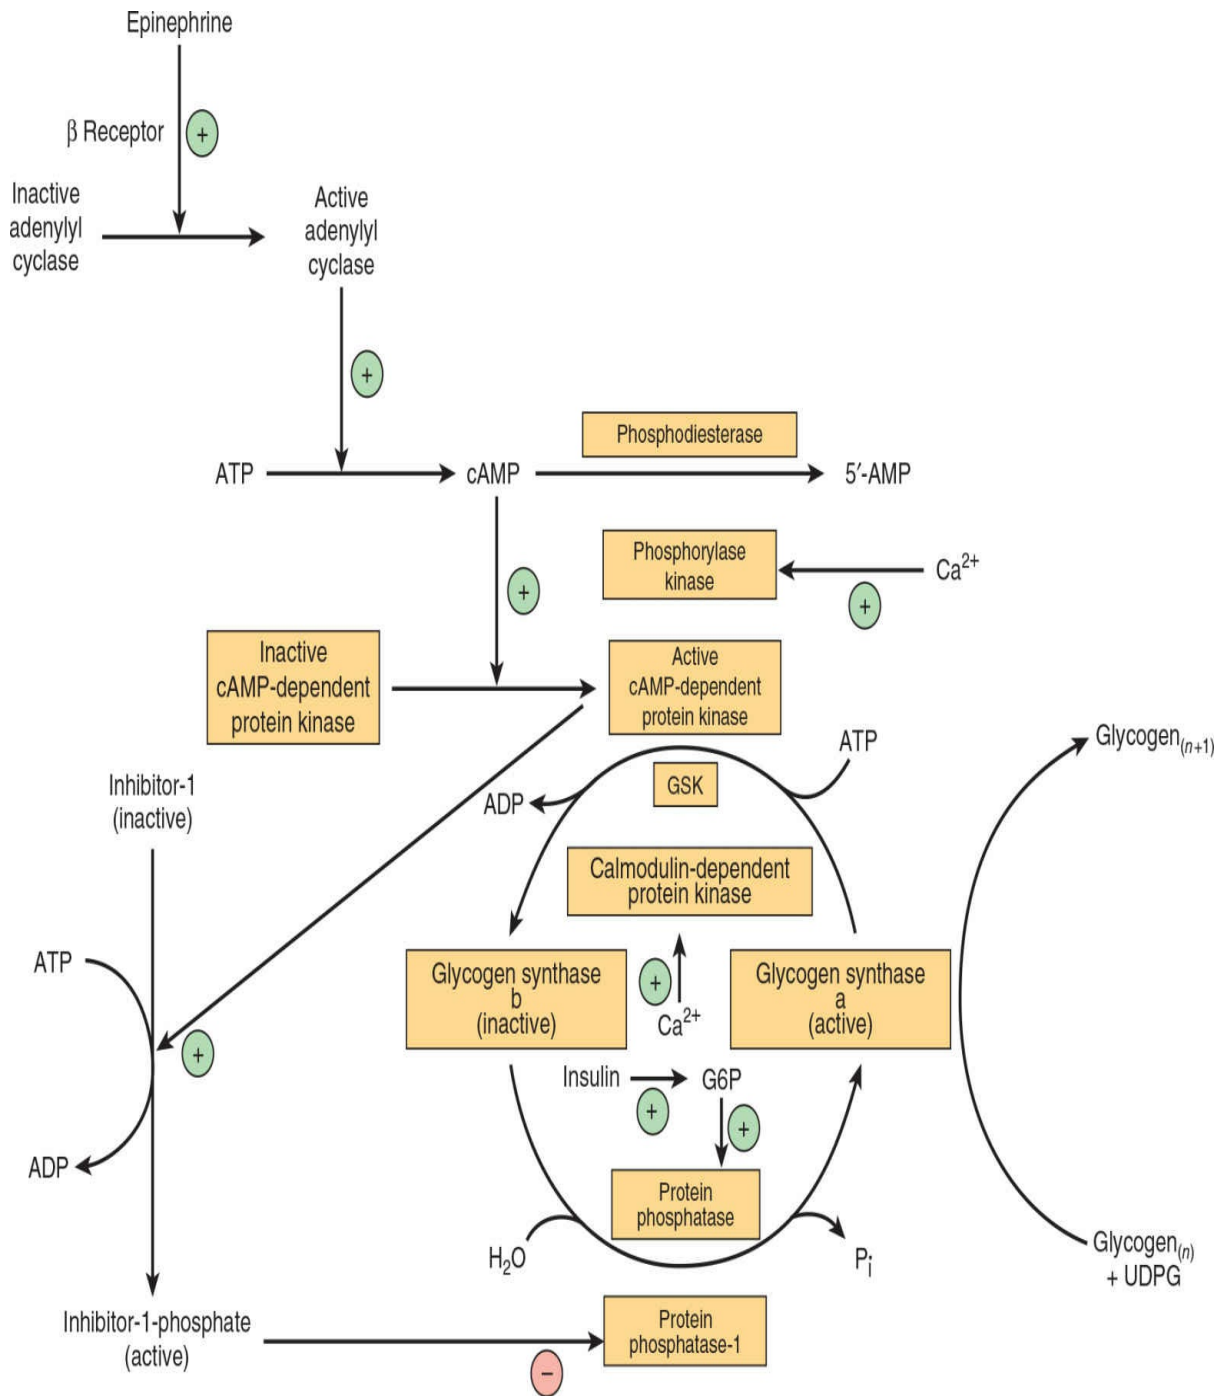 Epinephrine
β Receptor
+
Inactive
adenylyl
cyclase
Active
adenylyl
cyclase
+
Phosphodiesterase
ATP
cAMP
5′-AMP
Phosphorylase
kinase
Ca2+
+
+
Inactive
cAMP-dependent
protein kinase
Active
cAMP-dependent
protein kinase
ATP
Glycogen(n+1)
GSK
ADP
Inhibitor-1
(inactive)
Calmodulin-dependent
protein kinase
ATP
Glycogen synthase
b
(inactive)
+
Ca2+
Glycogen synthase
a
(active)
+
Insulin
G6P
+
+
ADP
Protein
phosphatase
H2O
Pi
Glycogen(n)
+ UDPG
Inhibitor-1-phosphate
(active)
−
Protein
phosphatase-1